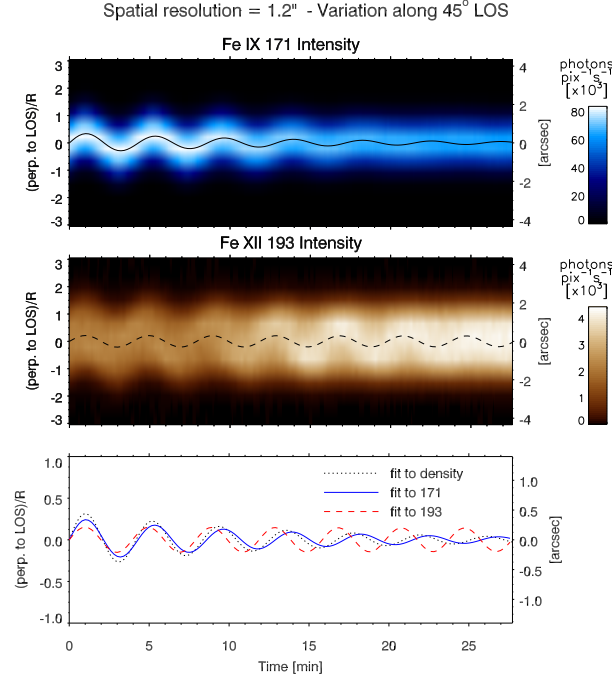 Spatial resolution = 1.2" - Variation along 45° LOS
Fe IX 171 Intensity
3
2
1
0
-1
-2
-3
(perp. to LOS)/R
4
2
0
-2
-4
[arcsec]
photons
pix⁻¹s⁻¹
[x10³]
80
60
40
20
0
Fe XII 193 Intensity
3
2
1
0
-1
-2
-3
(perp. to LOS)/R
4
2
0
-2
-4
[arcsec]
photons
pix⁻¹s⁻¹
[x10³]
4
3
2
1
0
1.0
0.5
0.0
-0.5
-1.0
(perp. to LOS)/R
fit to density
fit to 171
fit to 193
1.0
0.5
0.0
-0.5
-1.0
[arcsec]
0 5 10 15 20 25
Time [min]